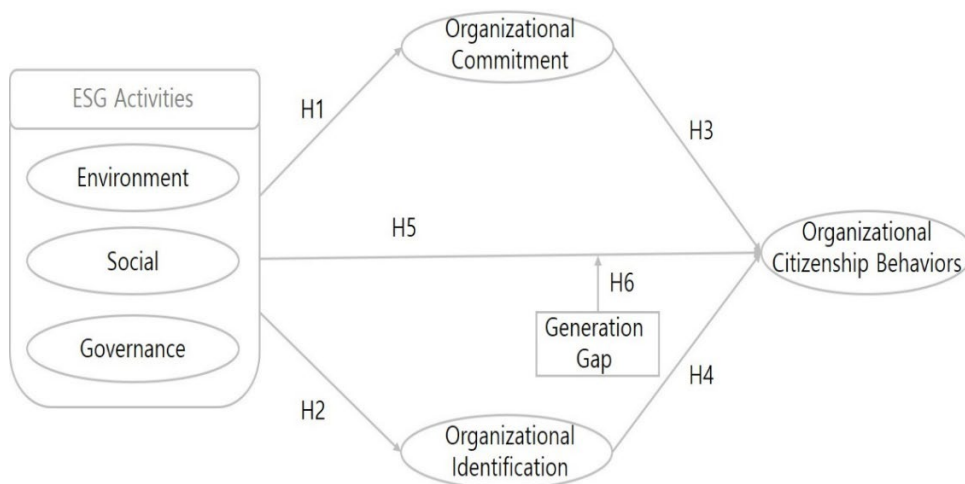 Organizational
Commitment
ESG Activities
H1
H3
Environment
H5
Social
Organizational
Citizenship Behaviors
H6
Generation
Gap
Governance
H4
H2
Organizational
Identification